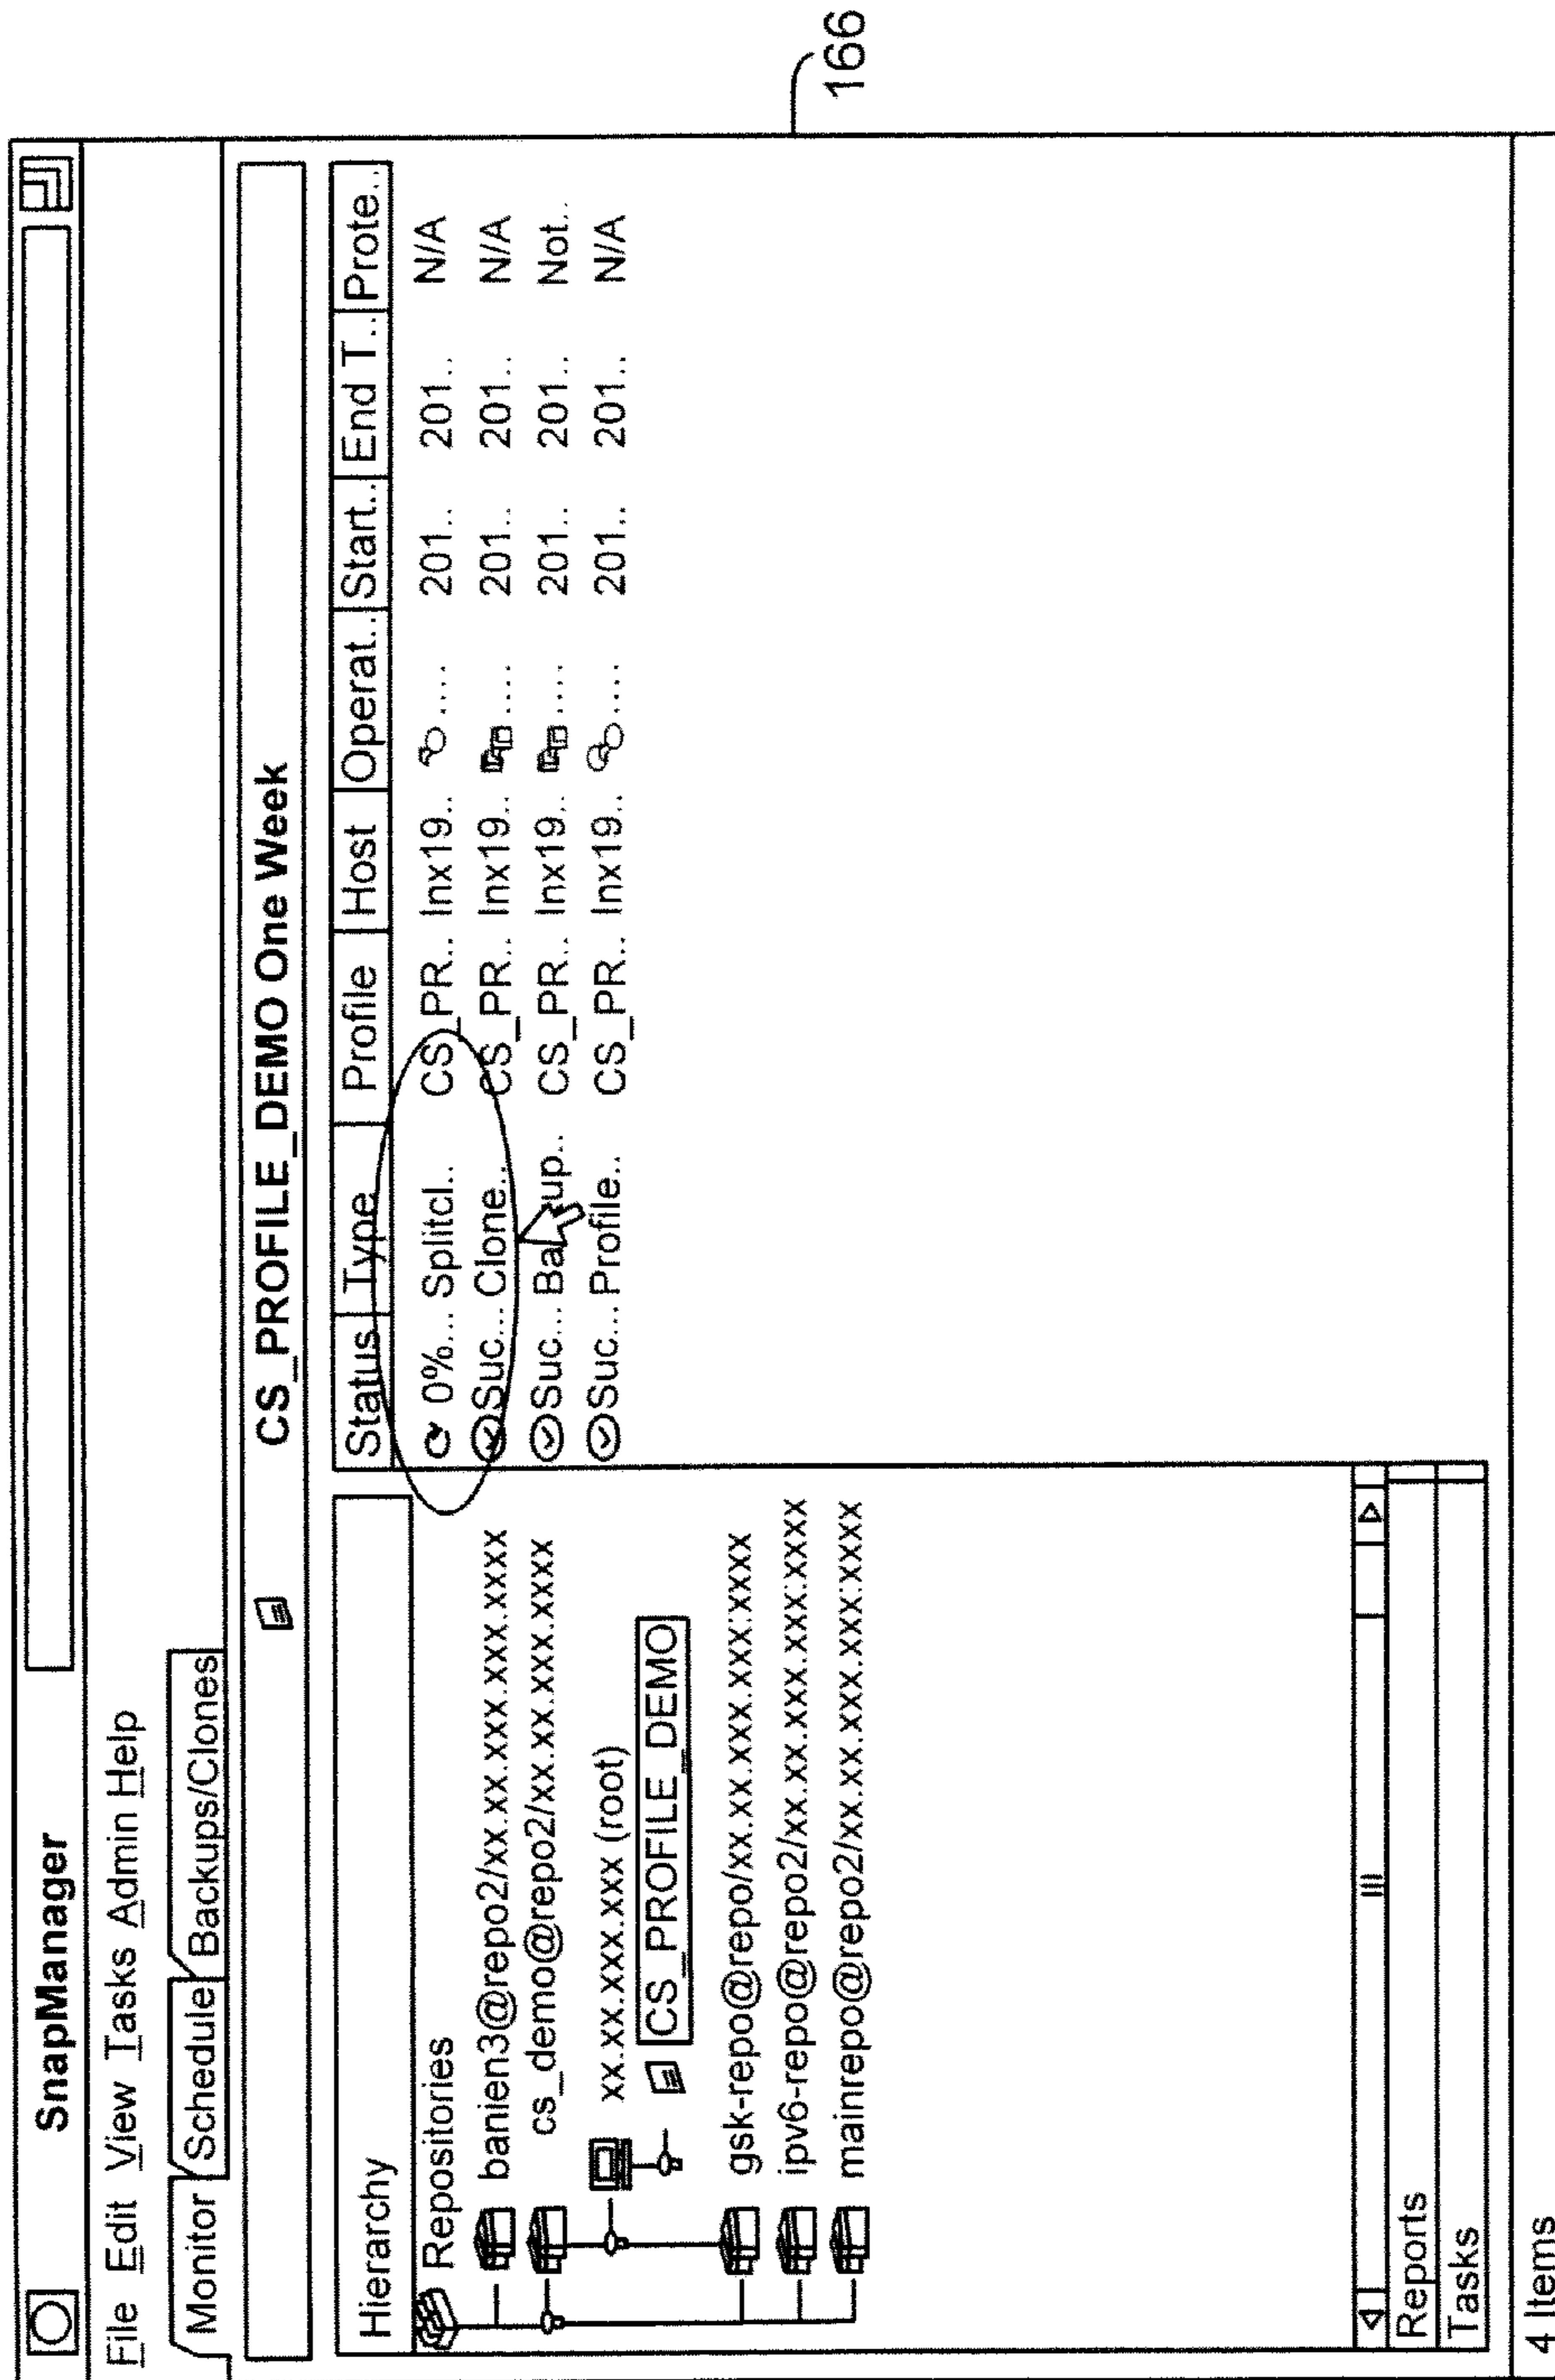 SnapManager
File Edit View Tasks Admin Help
Monitor Schedule Backups/Clones
CS_PROFILE_DEMO One Week
Hierarchy
Repositories
banien3@repo2/xx.xx.xxx.xxx.xxxx
cs_demo@repo2/xx.xx.xxx.xxx.xxx
xx.xx.xxx.xxx (root)
CS_PROFILE_DEMO
gsk-repo@repo/xx.xx.xxx.xxx:xxxx
ipv6-repo@repo2/xx.xx.xxx.xxx.xxxx
mainrepo@repo2/xx.xx.xxx.xxx:xxxx
Reports
Tasks
Status Type Profile Host Operat.. Start.. End T.. Prote..
0%... Splitcl.. CS_PR.. lnx19.. .... 201.. 201.. N/A
Suc... Clone.. CS_PR.. lnx19.. .... 201.. 201.. N/A
Suc... CS_PR.. lnx19.. .... 201.. 201.. Not..
Suc... Profile.. CS_PR.. lnx19.. .... 201.. 201.. N/A
4 Items
166